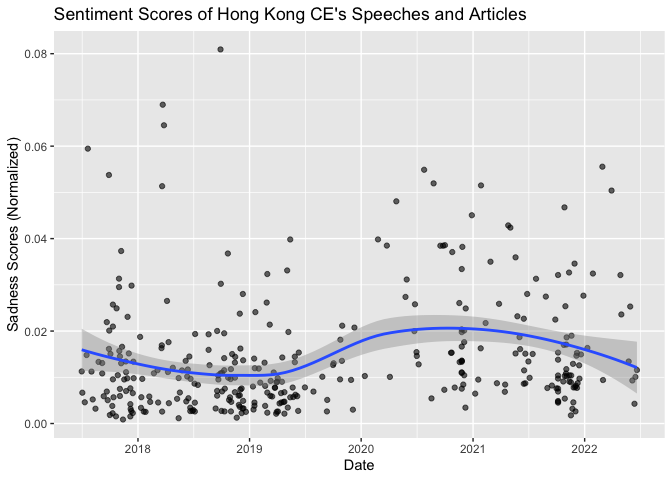 Sentiment Scores of Hong Kong CE's Speeches and Articles
Sadness Scores (Normalized)
0.08
0.06
0.04
0.02
0.00
2018 2019 2020 2021 2022
Date